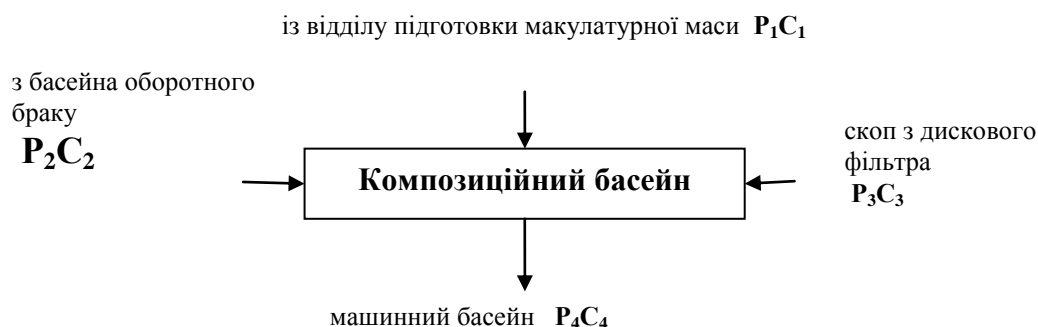 із відділу підготовки макулатурної маси P₁C₁
з басейна оборотного
браку
P₂C₂
скоп з дискового
фільтра
P₃C₃
Композиційний басейн
машинний басейн P₄C₄